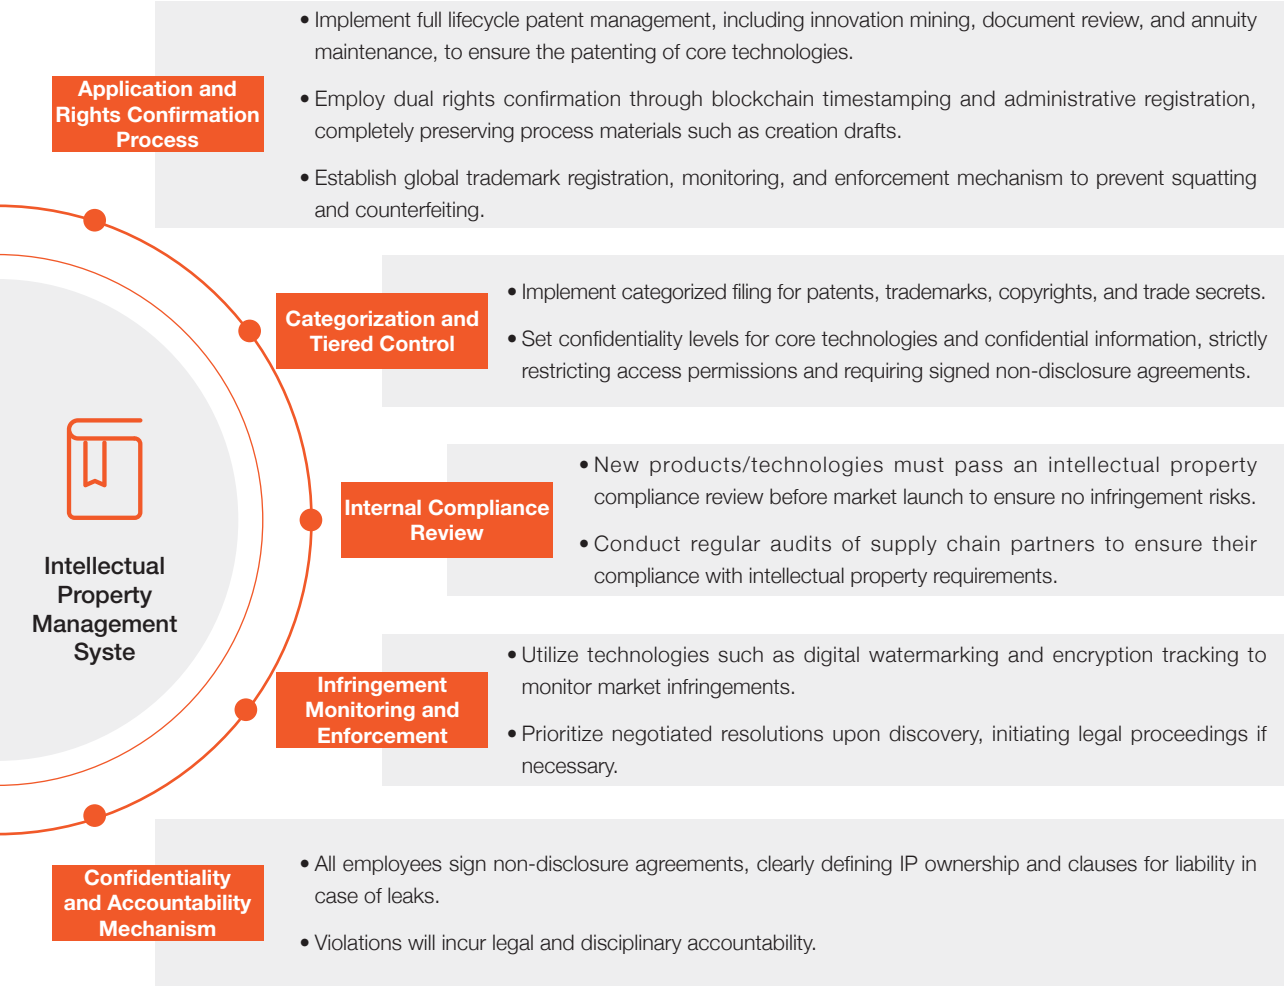 • Implement full lifecycle patent management, including innovation mining, document review, and annuity
maintenance, to ensure the patenting of core technologies.
Application and
Rights Confirmation
Process
• Employ dual rights confirmation through blockchain timestamping and administrative registration,
completely preserving process materials such as creation drafts.
• Establish global trademark registration, monitoring, and enforcement mechanism to prevent squatting
and counterfeiting.
Categorization and
Tiered Control
• Implement categorized filing for patents, trademarks, copyrights, and trade secrets.
• Set confidentiality levels for core technologies and confidential information, strictly
restricting access permissions and requiring signed non-disclosure agreements.
Internal Compliance
Review
• New products/technologies must pass an intellectual property
compliance review before market launch to ensure no infringement risks.
• Conduct regular audits of supply chain partners to ensure their
compliance with intellectual property requirements.
Intellectual
Property
Management
Syste
Infringement
Monitoring and
Enforcement
• Utilize technologies such as digital watermarking and encryption tracking to
monitor market infringements.
• Prioritize negotiated resolutions upon discovery, initiating legal proceedings if
necessary.
Confidentiality
and Accountability
Mechanism
• All employees sign non-disclosure agreements, clearly defining IP ownership and clauses for liability in
case of leaks.
• Violations will incur legal and disciplinary accountability.